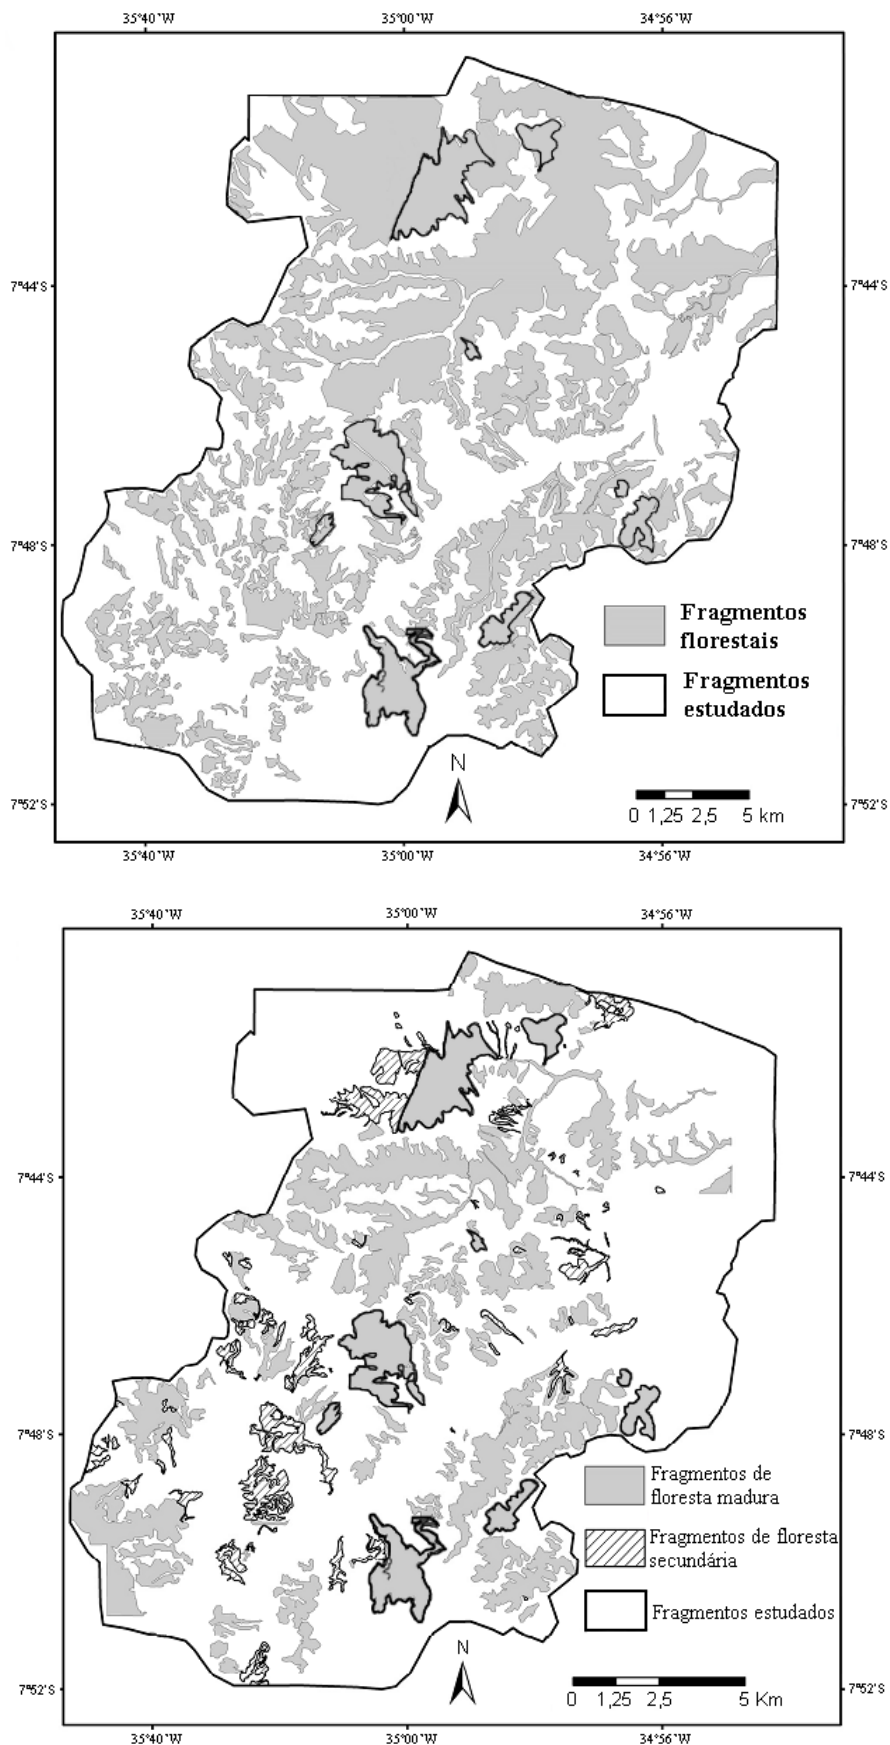 35°40´W 35°00´W 34°56´W
7°44´S 7°44´S
7°48´S 7°48´S
Fragmentos
florestais
Fragmentos
estudados
N
7°52´S 7°52´S
0 1,25 2,5 5 km
35°40´W 35°00´W 34°56´W
35°40´W 35°00´W 34°56´W
7°44´S 7°44´S
7°48´S 7°48´S
Fragmentos de
floresta madura
Fragmentos de floresta
secundária
Fragmentos estudados
N
7°52´S 7°52´S
0 1,25 2,5 5 Km
35°40´W 35°00´W 34°56´W